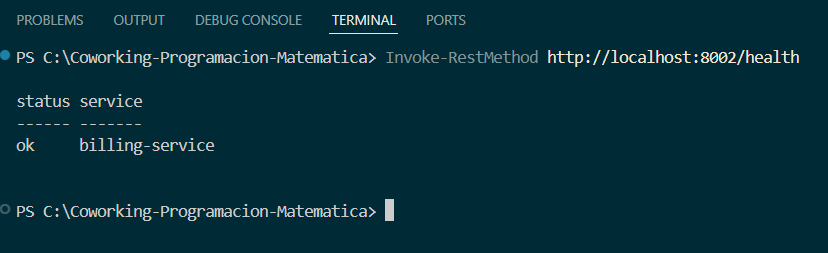 PROBLEMS OUTPUT DEBUG CONSOLE TERMINAL PORTS
PS C:\Coworking-Programacion-Matematica> Invoke-RestMethod http://localhost:8002/health
status service
------ -------
ok     billing-service
PS C:\Coworking-Programacion-Matematica>